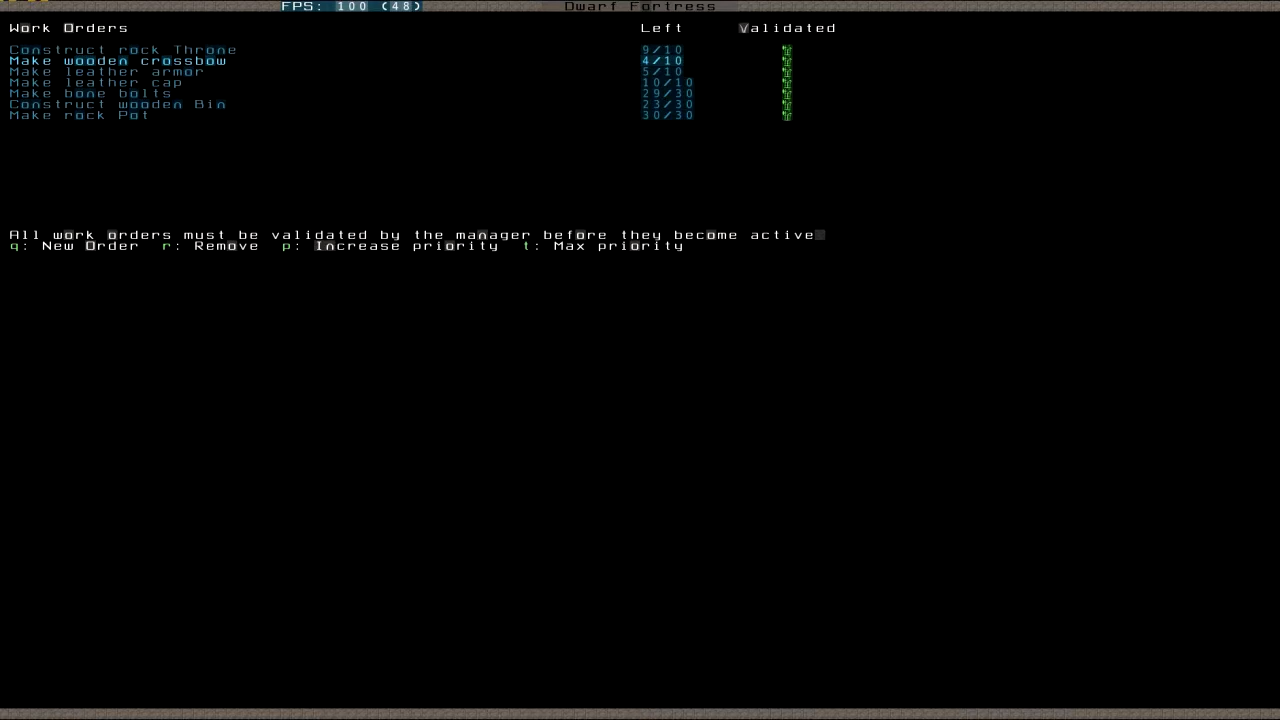 FPS: 100 (48) Dwarf Fortress
Work Orders Left Validated
Construct rock Throne 9/10
Make wooden crossbow 4/10
Make leather armor 5/10
Make leather cap 10/10
Make bone bolts 29/30
Construct wooden Bin 23/30
Make rock Pot 30/30
All work orders must be validated by the manager before they become active
q: New Order r: Remove p: Increase priority t: Max priority